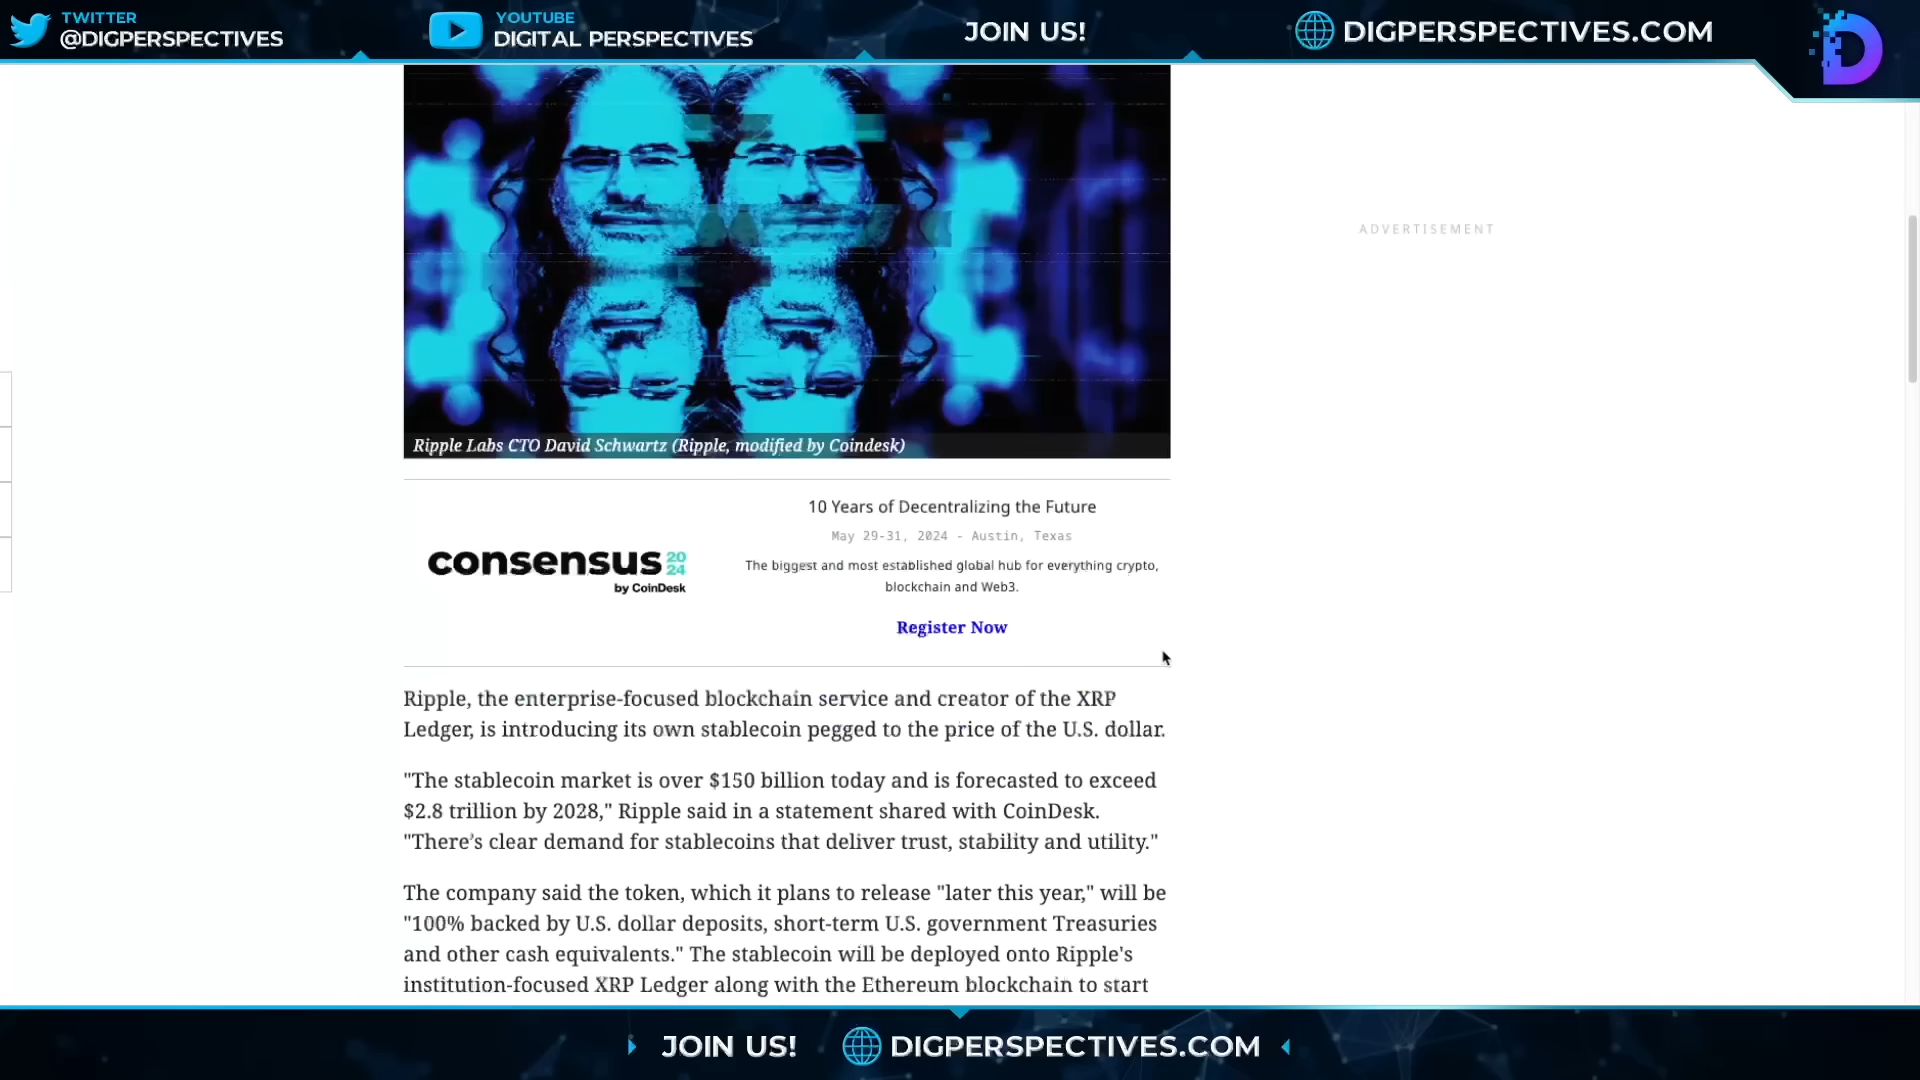 TWITTER
@DIGPERSPECTIVES
YOUTUBE
DIGITAL PERSPECTIVES
JOIN US!
DIGPERSPECTIVES.COM
ADVERTISEMENT
Ripple Labs CTO David Schwartz (Ripple, modified by Coindesk)
consensus 2024
by CoinDesk
10 Years of Decentralizing the Future
May 29-31, 2024 - Austin, Texas
The biggest and most established global hub for everything crypto,
blockchain and Web3.
Register Now
Ripple, the enterprise-focused blockchain service and creator of the XRP
Ledger, is introducing its own stablecoin pegged to the price of the U.S. dollar.
"The stablecoin market is over $150 billion today and is forecasted to exceed
$2.8 trillion by 2028," Ripple said in a statement shared with CoinDesk.
"There's clear demand for stablecoins that deliver trust, stability and utility."
The company said the token, which it plans to release "later this year," will be
"100% backed by U.S. dollar deposits, short-term U.S. government Treasuries
and other cash equivalents." The stablecoin will be deployed onto Ripple's
institution-focused XRP Ledger along with the Ethereum blockchain to start
JOIN US!
DIGPERSPECTIVES.COM